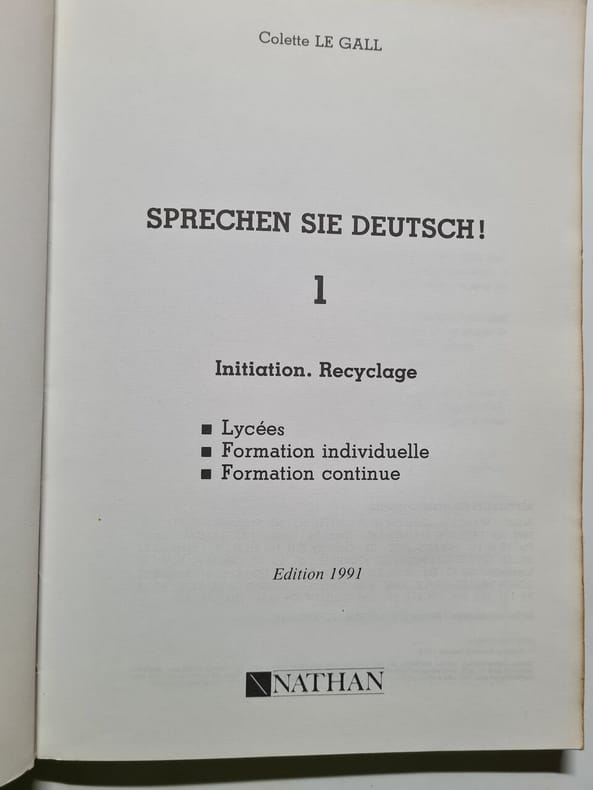 Colette LE GALL
SPRECHEN SIE DEUTSCH!
1
Initiation. Recyclage
■ Lycées
■ Formation individuelle
■ Formation continue
Edition 1991
NATHAN